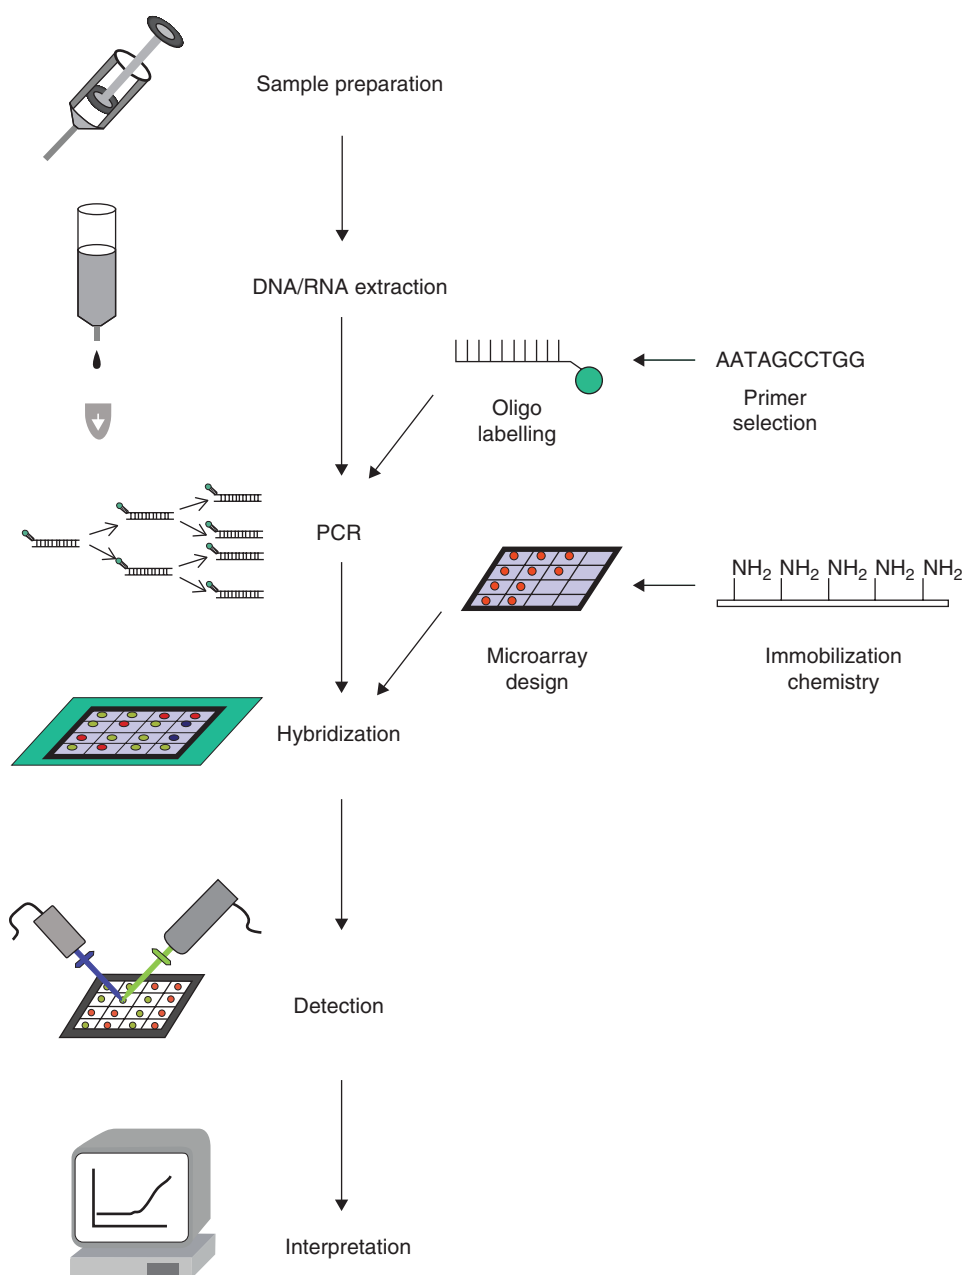 Sample preparation
DNA/RNA extraction
AATAGCCTGG
Primer
selection
Oligo
labelling
PCR
NH2 NH2 NH2 NH2 NH2
Microarray
design
Immobilization
chemistry
Hybridization
Detection
Interpretation